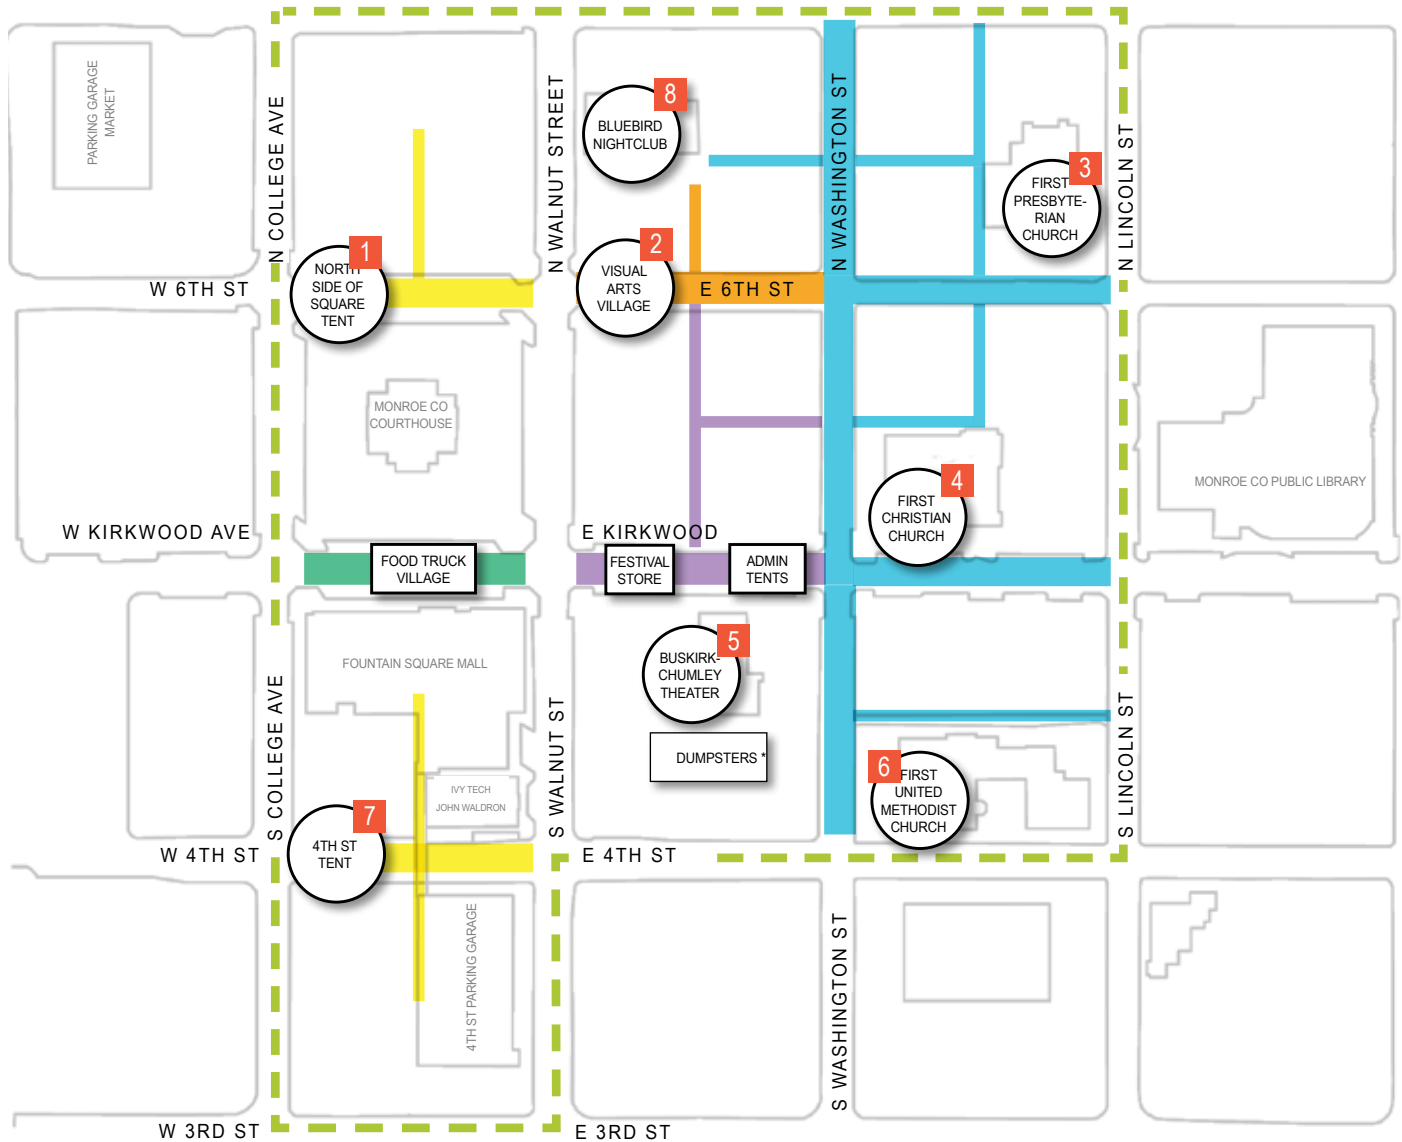 PARKING GARAGE
MARKET
N COLLEGE AVE
N WALNUT STREET
8
BLUEBIRD
NIGHTCLUB
N WASHINGTON ST
3
FIRST
PRESBYTE-
RIAN
CHURCH
N LINCOLN ST
1
NORTH
SIDE OF
SQUARE
TENT
2
VISUAL
ARTS
VILLAGE
W 6TH ST
E 6TH ST
MONROE CO
COURTHOUSE
4
FIRST
CHRISTIAN
CHURCH
MONROE CO PUBLIC LIBRARY
W KIRKWOOD AVE
E KIRKWOOD
FOOD TRUCK
VILLAGE
FESTIVAL
STORE
ADMIN
TENTS
FOUNTAIN SQUARE MALL
5
BUSKIRK-
CHUMLEY
THEATER
S COLLEGE AVE
S WALNUT ST
S LINCOLN ST
DUMPSTERS *
6
FIRST
UNITED
METHODIST
CHURCH
IVY TECH
JOHN WALDRON
7
4TH ST
TENT
W 4TH ST
E 4TH ST
4TH ST PARKING GARAGE
S WASHINGTON ST
W 3RD ST
E 3RD ST